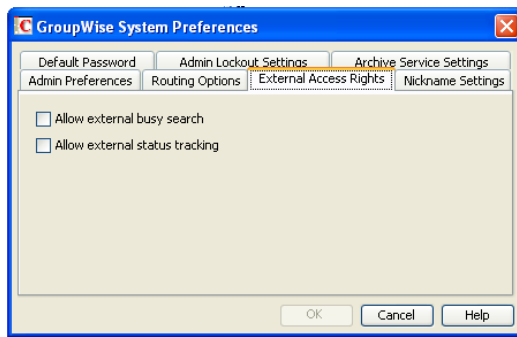 GroupWise System Preferences
Default Password Admin Lockout Settings Archive Service Settings
Admin Preferences Routing Options External Access Rights Nickname Settings
Allow external busy search
Allow external status tracking
OK Cancel Help